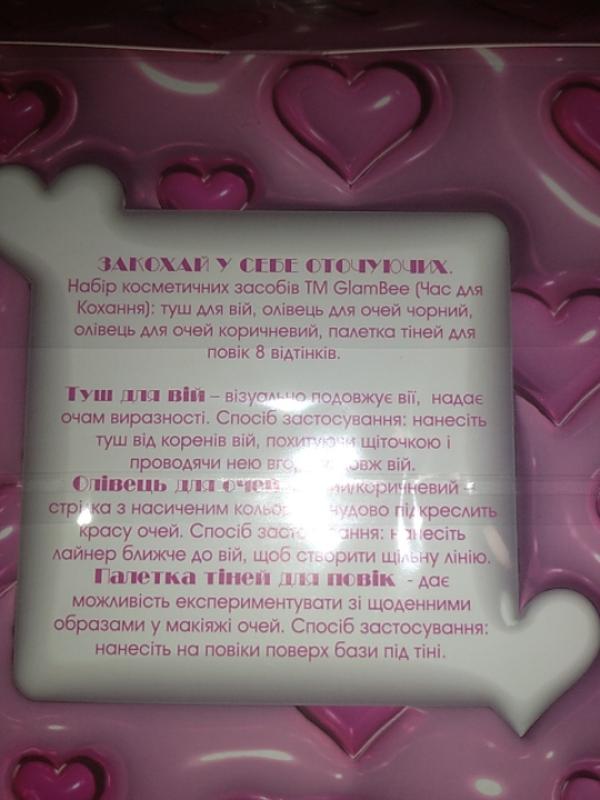 ЗАКОХАЙ У СЕБЕ ОТОЧУЮЧИХ.
Набір косметичних засобів ТМ GlamBee (Час для
Кохання): туш для вій, олівець для очей чорний,
олівець для очей коричневий, палетка тіней для
повік 8 відтінків.
Туш для вій – візуально подовжує вії, надає
очам виразності. Спосіб застосування: нанесіть
туш від коренів вій, похитуючи щіточкою і
проводячи нею вздовж вій.
Олівець для очей чорний/коричневий -
стрілка з насиченим кольором чудово підкреслить
красу очей. Спосіб застосування: нанесіть
лайнер ближче до вій, щоб створити щільну лінію.
Палетка тіней для повік - дає
можливість експериментувати зі щоденними
образами у макіяжі очей. Спосіб застосування:
нанесіть на повіки поверх бази під тіні.